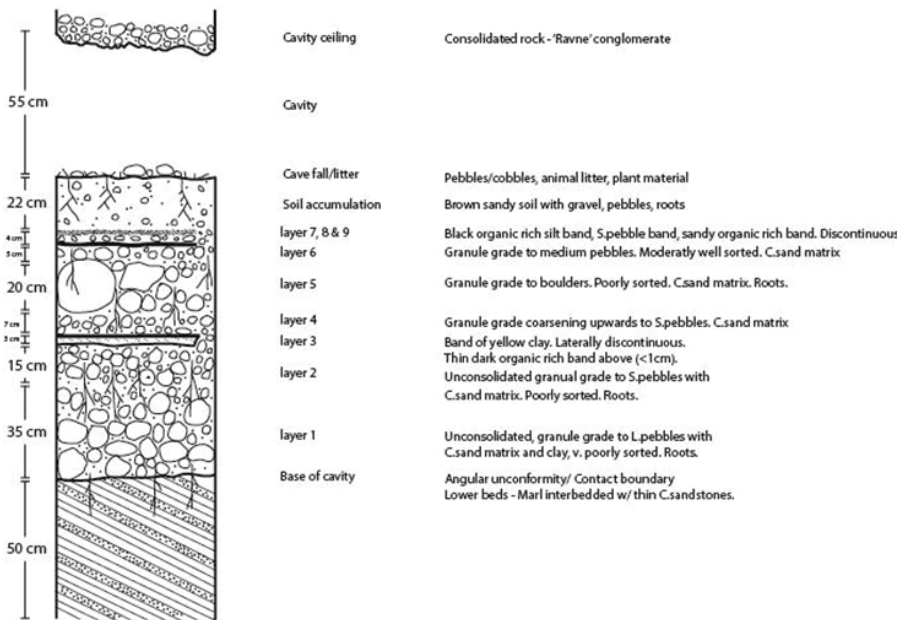 Cavity ceiling Consolidated rock - 'Ravne' conglomerate
55 cm Cavity
Cave fall/litter Pebbles/cobbles, animal litter, plant material
22 cm Soil accumulation Brown sandy soil with gravel, pebbles, roots
4 cm layer 7, 8 & 9 Black organic rich silt band, S.pebble band, sandy organic rich band. Discontinuous
5 cm layer 6 Granule grade to medium pebbles. Moderatly well sorted. C.sand matrix
20 cm layer 5 Granule grade to boulders. Poorly sorted. C.sand matrix. Roots.
7 cm layer 4 Granule grade coarsening upwards to S.pebbles. C.sand matrix
3 cm layer 3 Band of yellow clay. Laterally discontinuous.
Thin dark organic rich band above (<1cm).
15 cm layer 2 Unconsolidated granual grade to S.pebbles with
C.sand matrix. Poorly sorted. Roots.
35 cm layer 1 Unconsolidated, granule grade to L.pebbles with
C.sand matrix and clay, v. poorly sorted. Roots.
Base of cavity Angular unconformity/ Contact boundary
Lower beds - Marl interbedded w/ thin C.sandstones.
50 cm